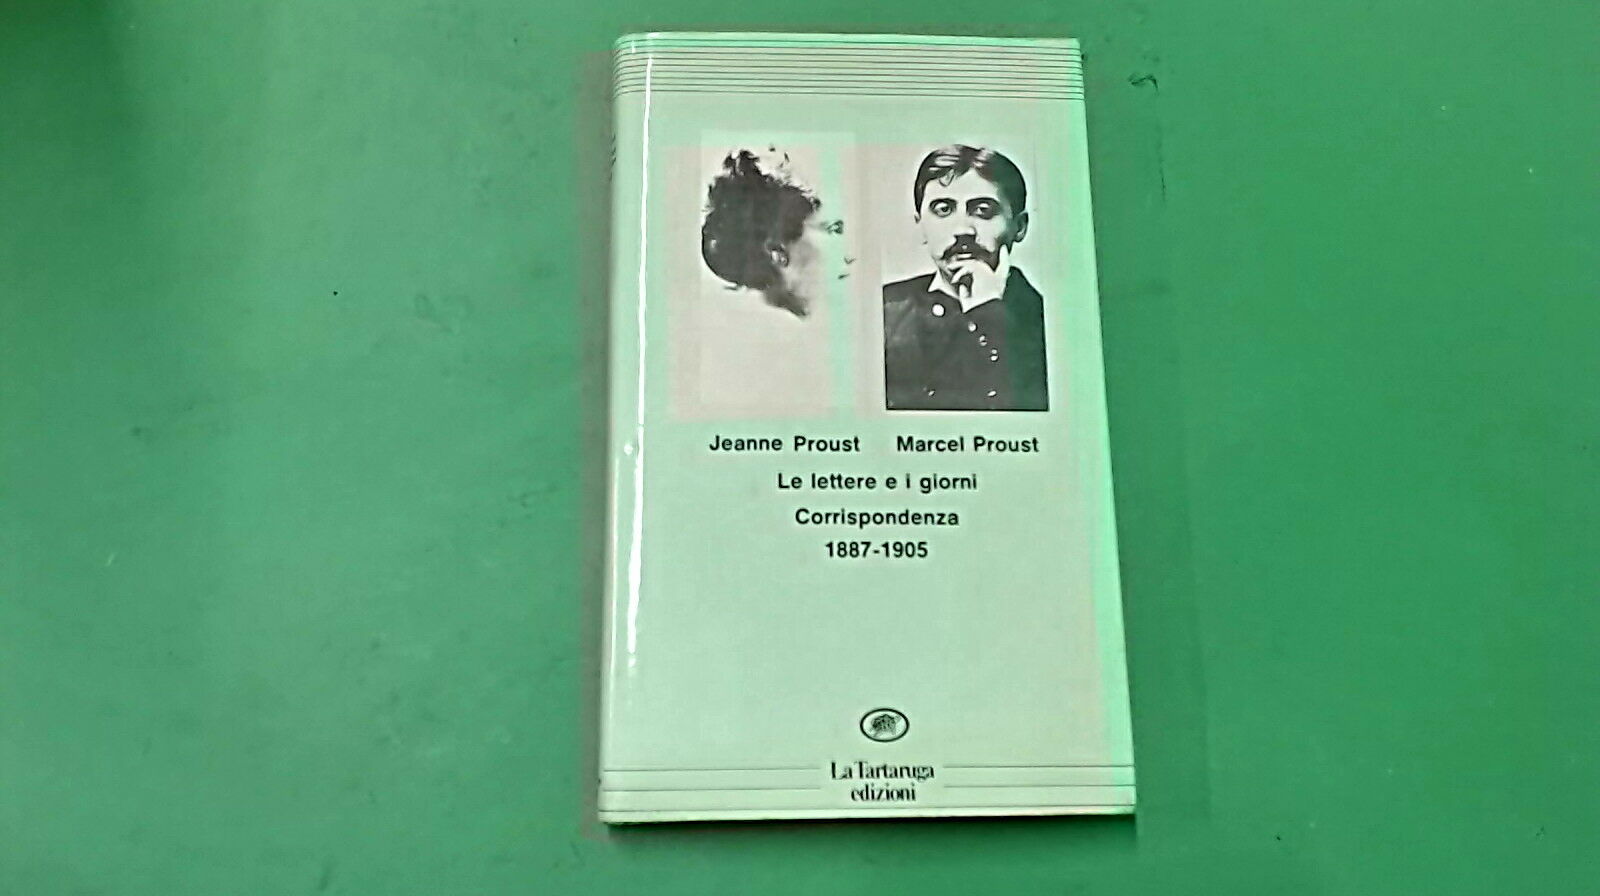 Jeanne Proust Marcel Proust
Le lettere e i giorni
Corrispondenza
1887-1905
La Tartaruga
edizioni